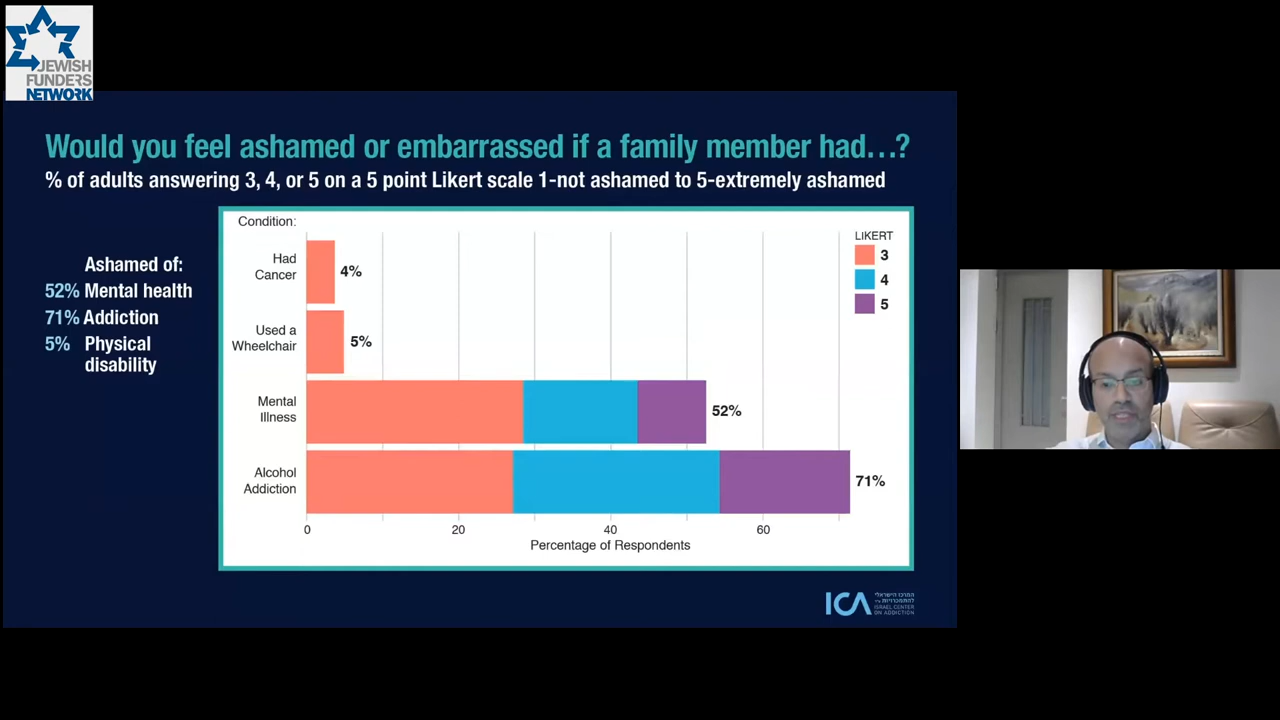 JEWISH
FUNDERS
NETWORK
Would you feel ashamed or embarrassed if a family member had...?
% of adults answering 3, 4, or 5 on a 5 point Likert scale 1-not ashamed to 5-extremely ashamed
Ashamed of:
52% Mental health
71% Addiction
5% Physical
disability
Condition:
Had
Cancer
4%
Used a
Wheelchair
5%
Mental
Illness
52%
Alcohol
Addiction
71%
0 20 40 60
Percentage of Respondents
LIKERT
3
4
5
ICA
המרכז הישראלי
להתמכרויות
ISRAEL CENTER
ON ADDICTION